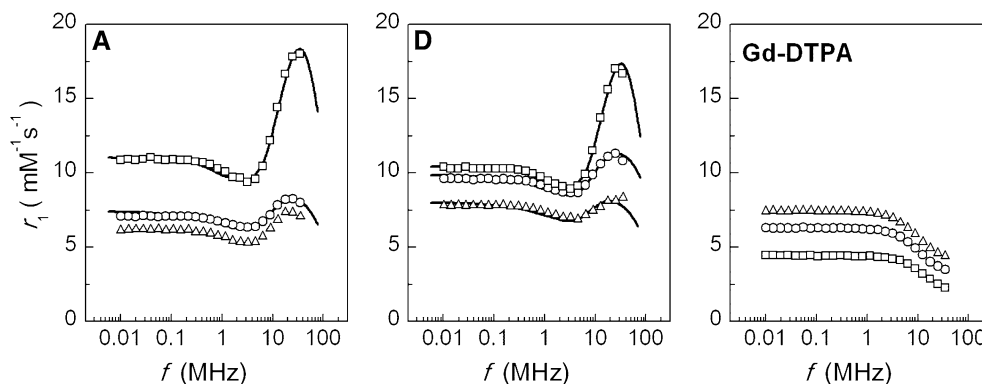 20 20 20
A D Gd-DTPA
15 15 15
10 10 10
5 5 5
0 0 0
r₁ ( mM⁻¹s⁻¹)
0.01 0.1 1 10 100 0.01 0.1 1 10 100 0.01 0.1 1 10 100
f (MHz) f (MHz) f (MHz)